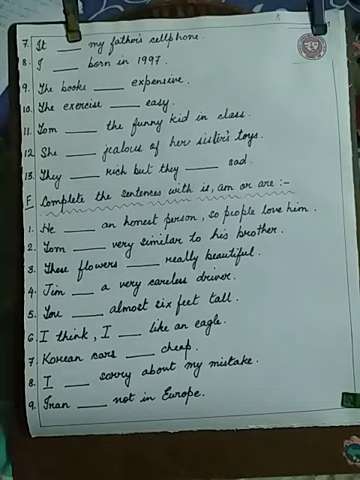 7. It ___ my father's cellphone.
8. I ___ born in 1997.
9. The books ___ expensive.
10. The exercise ___ easy.
11. Tom ___ the funny kid in class.
12. She ___ jealous of her sister's toys.
13. They ___ rich but they ___ sad.
F Complete the sentences with is, am or are :-
1. He ___ an honest person, so people love him.
2. Tom ___ very similar to his brother.
3. These flowers ___ really beautiful.
4. Jim ___ a very careless driver.
5. You ___ almost six feet tall.
6. I think, I ___ like an eagle.
7. Korean cars ___ cheap.
8. I ___ sorry about my mistake.
9. Iran ___ not in Europe.